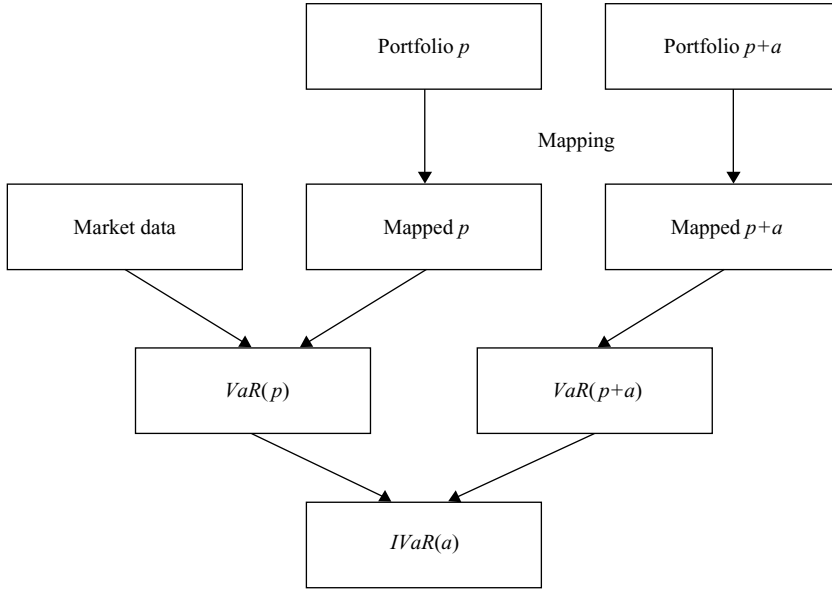 Portfolio p
Portfolio p+a
Mapping
Market data
Mapped p
Mapped p+a
VaR(p)
VaR(p+a)
IVaR(a)